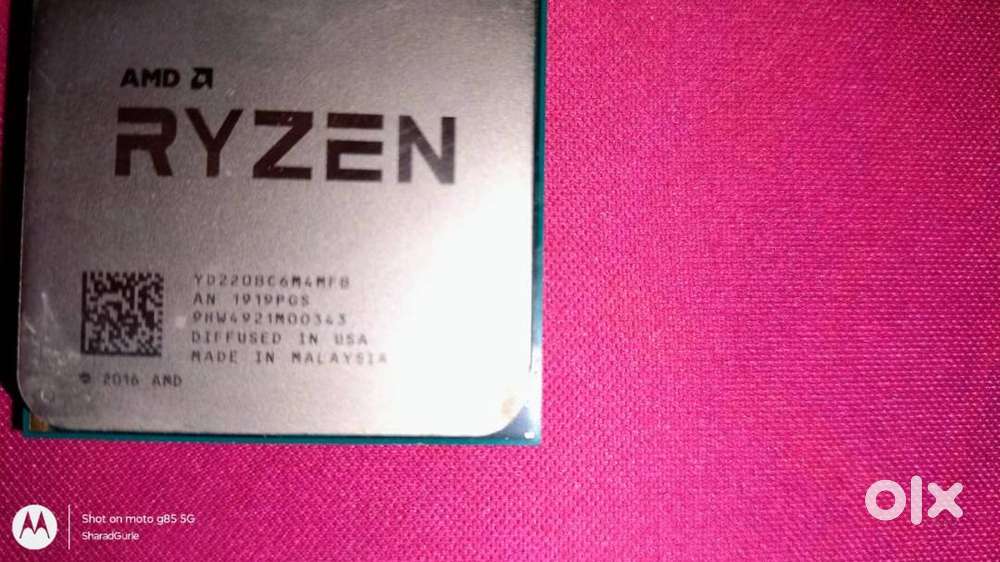 AMD
RYZEN
YD220BC6M4MFB
AN 1919PGS
9HW4921M00343
DIFFUSED IN USA
MADE IN MALAYSIA
© 2016 AMD
Shot on moto g85 5G
SharadGurle
olx